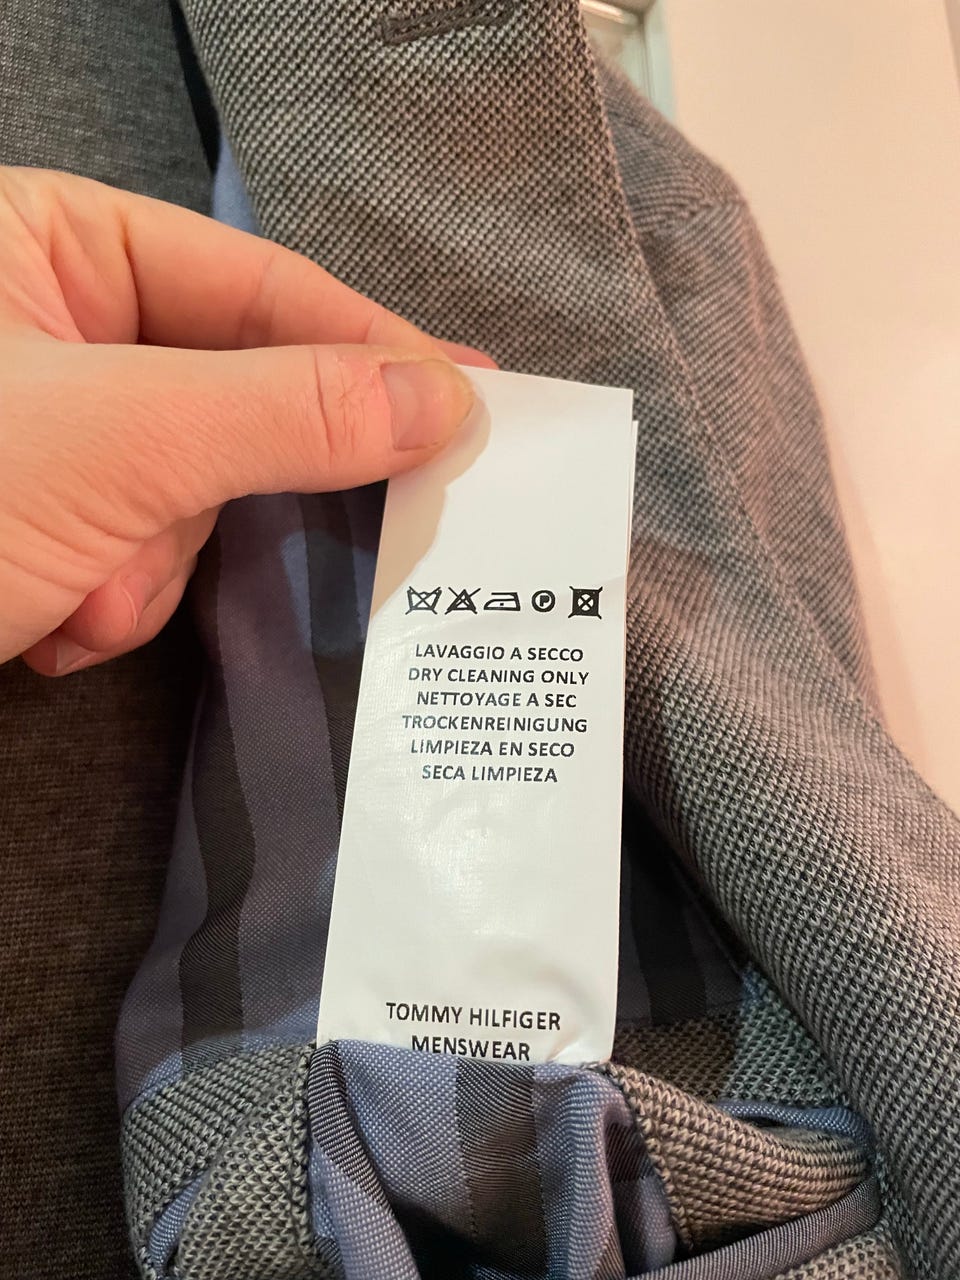 P
LAVAGGIO A SECCO
DRY CLEANING ONLY
NETTOYAGE A SEC
TROCKENREINIGUNG
LIMPIEZA EN SECO
SECA LIMPIEZA
TOMMY HILFIGER
MENSWEAR